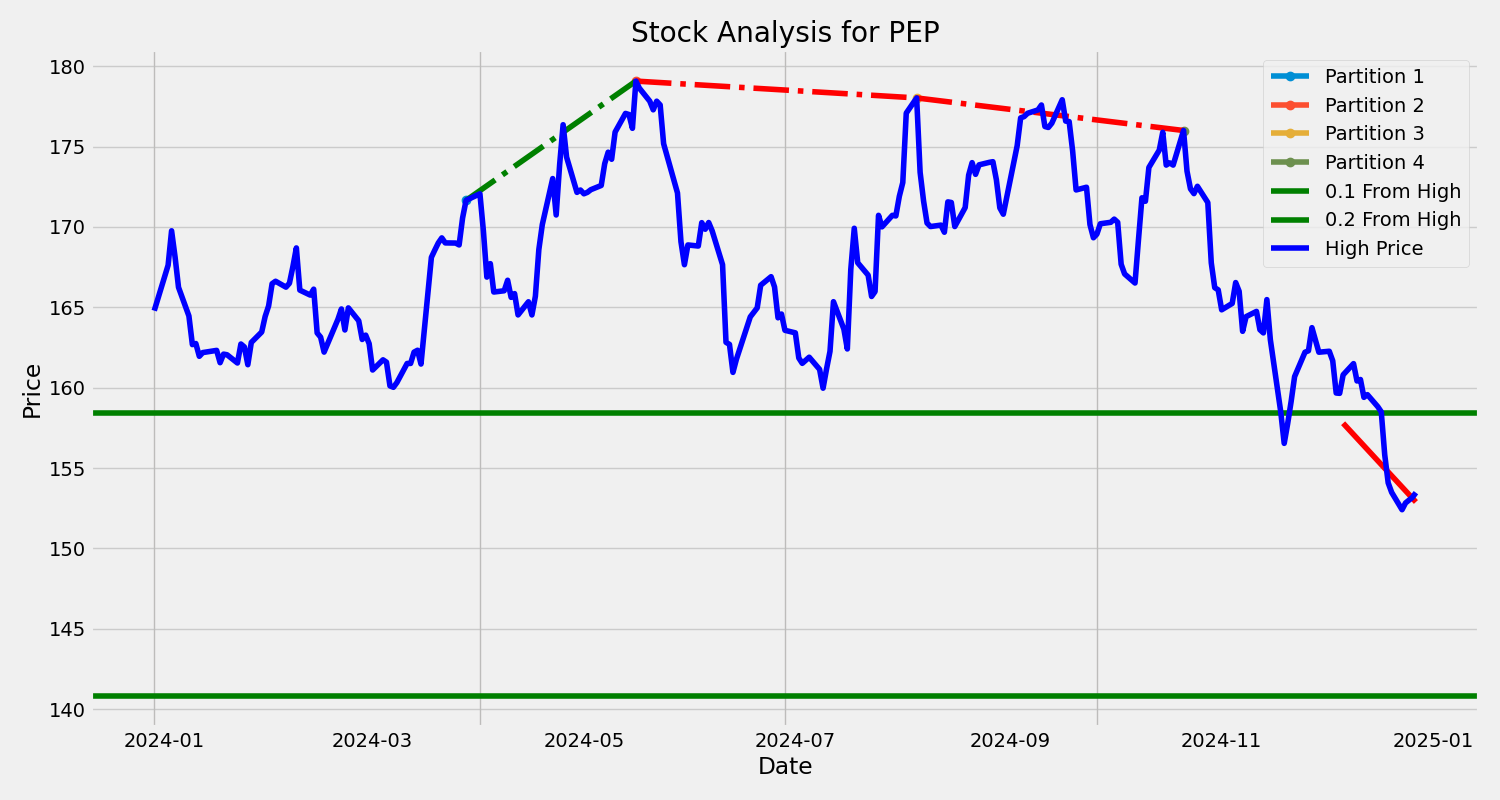 Stock Analysis for PEP
180
175
170
165
160
155
150
145
140
Price
2024-01
2024-03
2024-05
2024-07
2024-09
2024-11
2025-01
Date
Partition 1
Partition 2
Partition 3
Partition 4
0.1 From High
0.2 From High
High Price